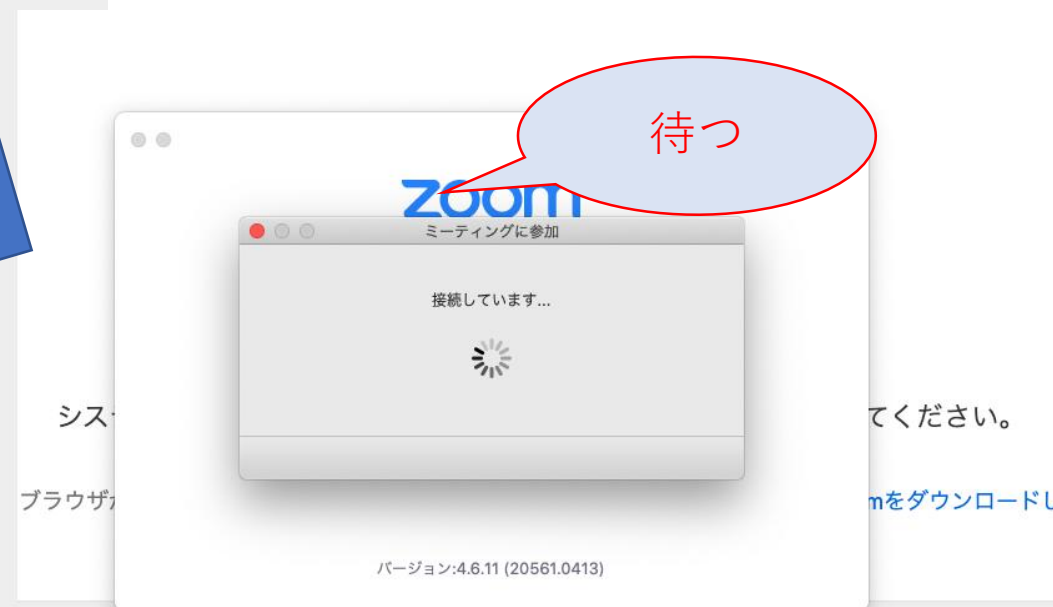 待つ
zoom
ミーティングに参加
接続しています...
シス
てください。
ブラウザ
mをダウンロードし
バージョン:4.6.11 (20561.0413)